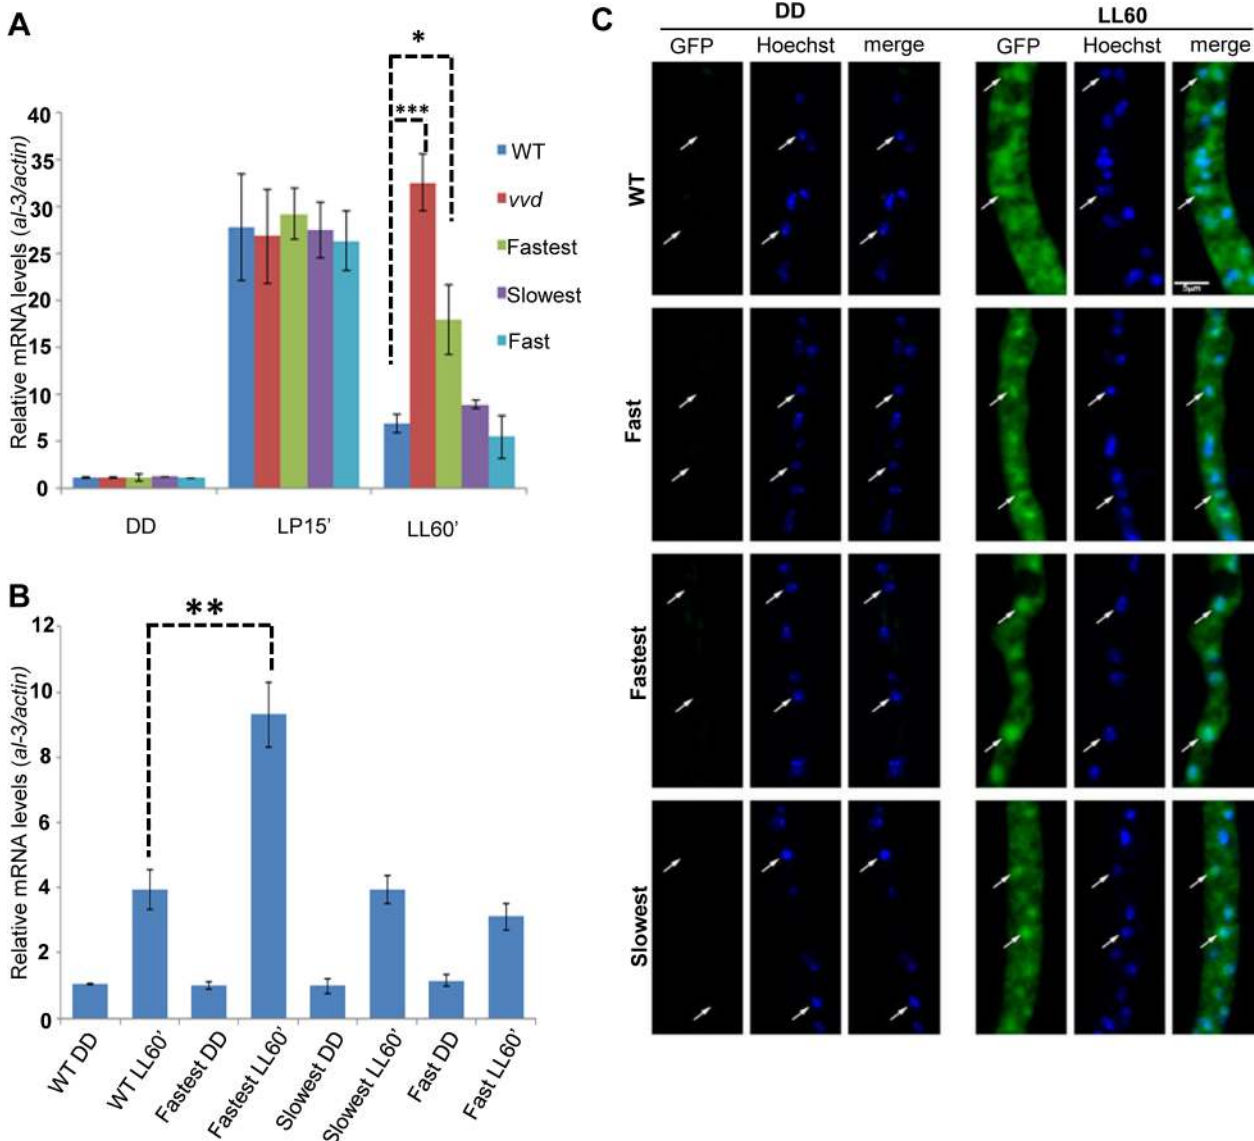 A
Relative mRNA levels (al-3/actin)
40
35
30
25
20
15
10
5
0
*
***
WT
vvd
Fastest
Slowest
Fast
DD
LP15'
LL60'
B
Relative mRNA levels (al-3/actin)
12
10
8
6
4
2
0
**
WT DD
WT LL60'
Fastest DD
Fastest LL60'
Slowest DD
Slowest LL60'
Fast DD
Fast LL60'
C
DD
LL60
GFP Hoechst merge GFP Hoechst merge
WT
5μm
Fast
Fastest
Slowest